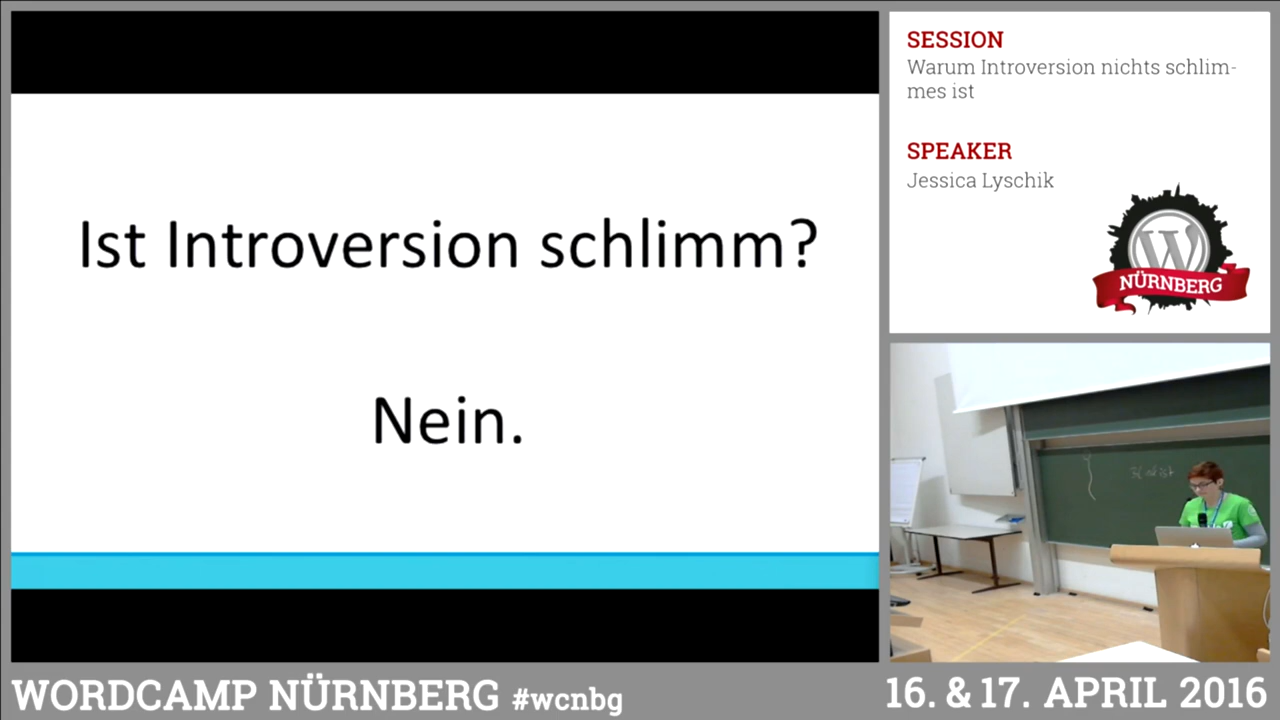 Ist Introversion schlimm?
Nein.
SESSION
Warum Introversion nichts schlim-
mes ist
SPEAKER
Jessica Lyschik
W
NÜRNBERG
WORDCAMP NÜRNBERG #wcnbg
16. & 17. APRIL 2016